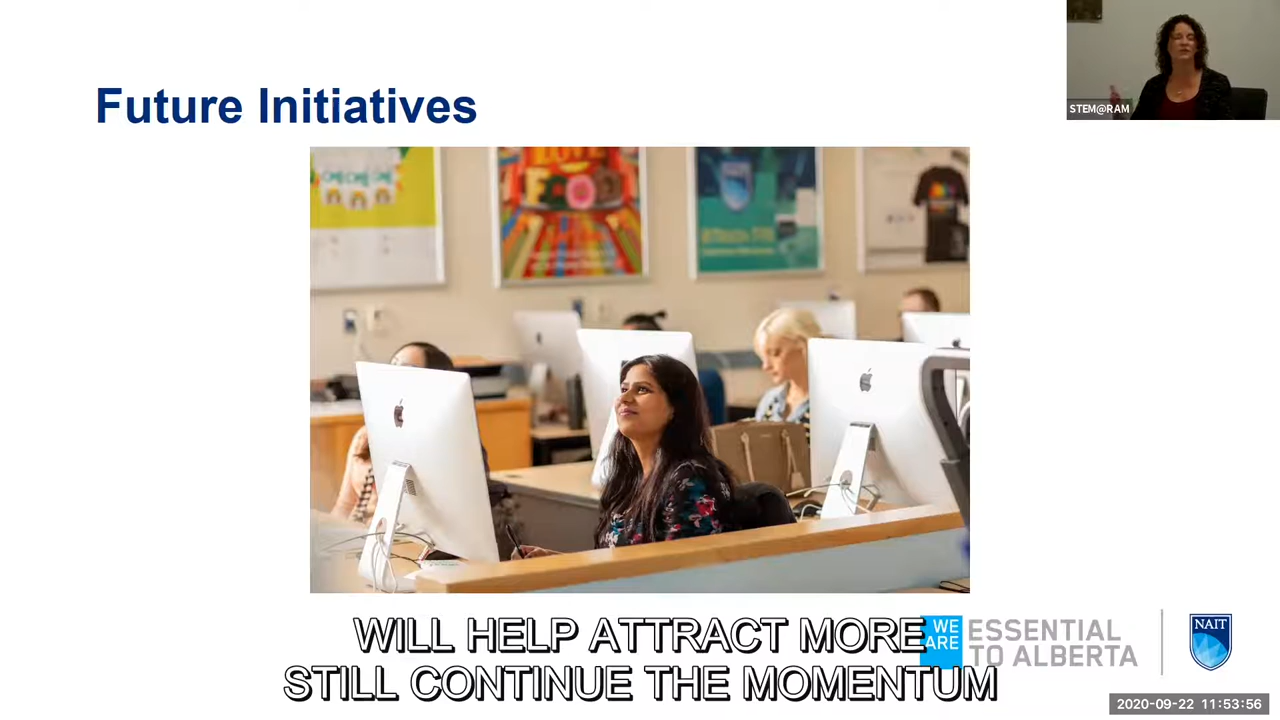 Future Initiatives
STEM@RAM
LOVE
WILL HELP ATTRACT MORE
STILL CONTINUE THE MOMENTUM
WE
ARE
ESSENTIAL
TO ALBERTA
NAIT
2020-09-22 11:53:56